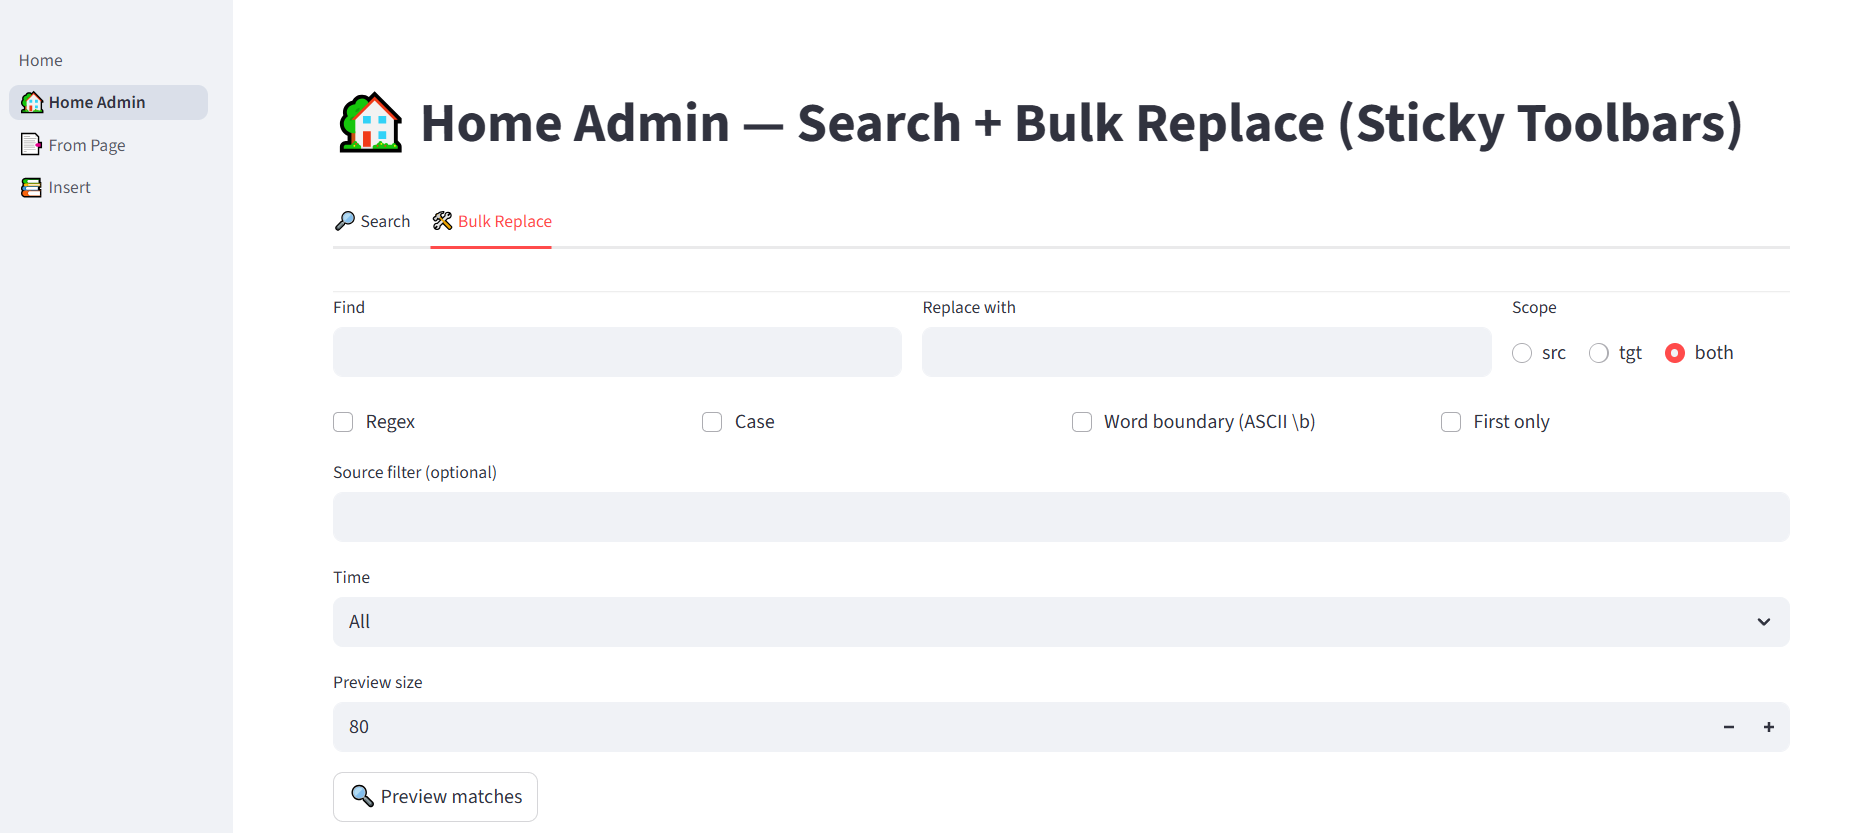 Home
Home Admin
From Page
Insert
Home Admin — Search + Bulk Replace (Sticky Toolbars)
Search Bulk Replace
Find Replace with Scope
src tgt both
Regex Case Word boundary (ASCII \b) First only
Source filter (optional)
Time
All
Preview size
80 − +
Preview matches